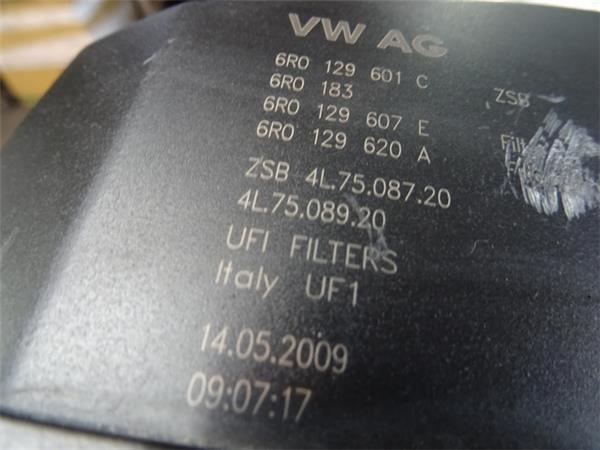 VW AG
6R0 129 601 C
6R0 183
6R0 129 607 E
6R0 129 620 A
ZSB
ZSB 4L.75.087.20
4L.75.089.20
UFI FILTERS
Italy UF1
14.05.2009
09:07:17